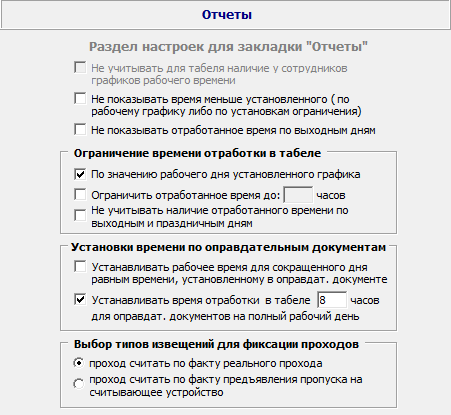 Отчеты
Раздел настроек для закладки "Отчеты"
Не учитывать для табеля наличие у сотрудников
графиков рабочего времени
Не показывать время меньше установленного ( по
рабочему графику либо по установкам ограничения)
Не показывать отработанное время по выходным дням
Ограничение времени отработки в табеле
По значению рабочего дня установленного графика
Ограничить отработанное время до: часов
Не учитывать наличие отработанного времени по
выходным и праздничным дням
Установки времени по оправдательным документам
Устанавливать рабочее время для сокращенного дня
равным времени, установленному в оправдат. документе
Устанавливать время отработки в табеле 8 часов
для оправдат. документов на полный рабочий день
Выбор типов извещений для фиксации проходов
проход считать по факту реального прохода
проход считать по факту предъявления пропуска на
считывающее устройство